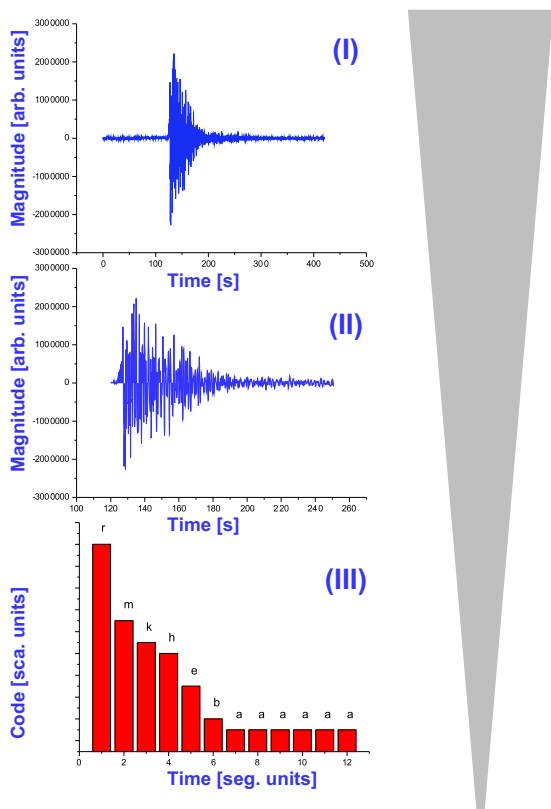 3000000
2000000
1000000
0
-1000000
-2000000
-3000000
Magnitude [arb. units]
(I)
0 100 200 300 400 500
Time [s]
3000000
2000000
1000000
0
-1000000
-2000000
-3000000
Magnitude [arb. units]
(II)
100 120 140 160 180 200 220 240 260
Time [s]
Code [sca. units]
(III)
r
m
k
h
e
b
a a a a a a
0 2 4 6 8 10 12
Time [seg. units]